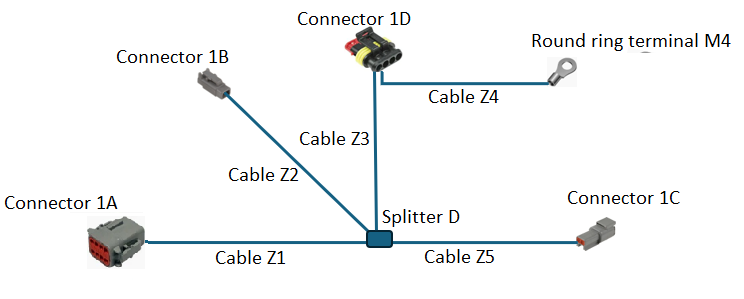 Connector 1D
Round ring terminal M4
Connector 1B
Cable Z4
Cable Z3
Cable Z2
Connector 1A
Connector 1C
Splitter D
Cable Z1
Cable Z5